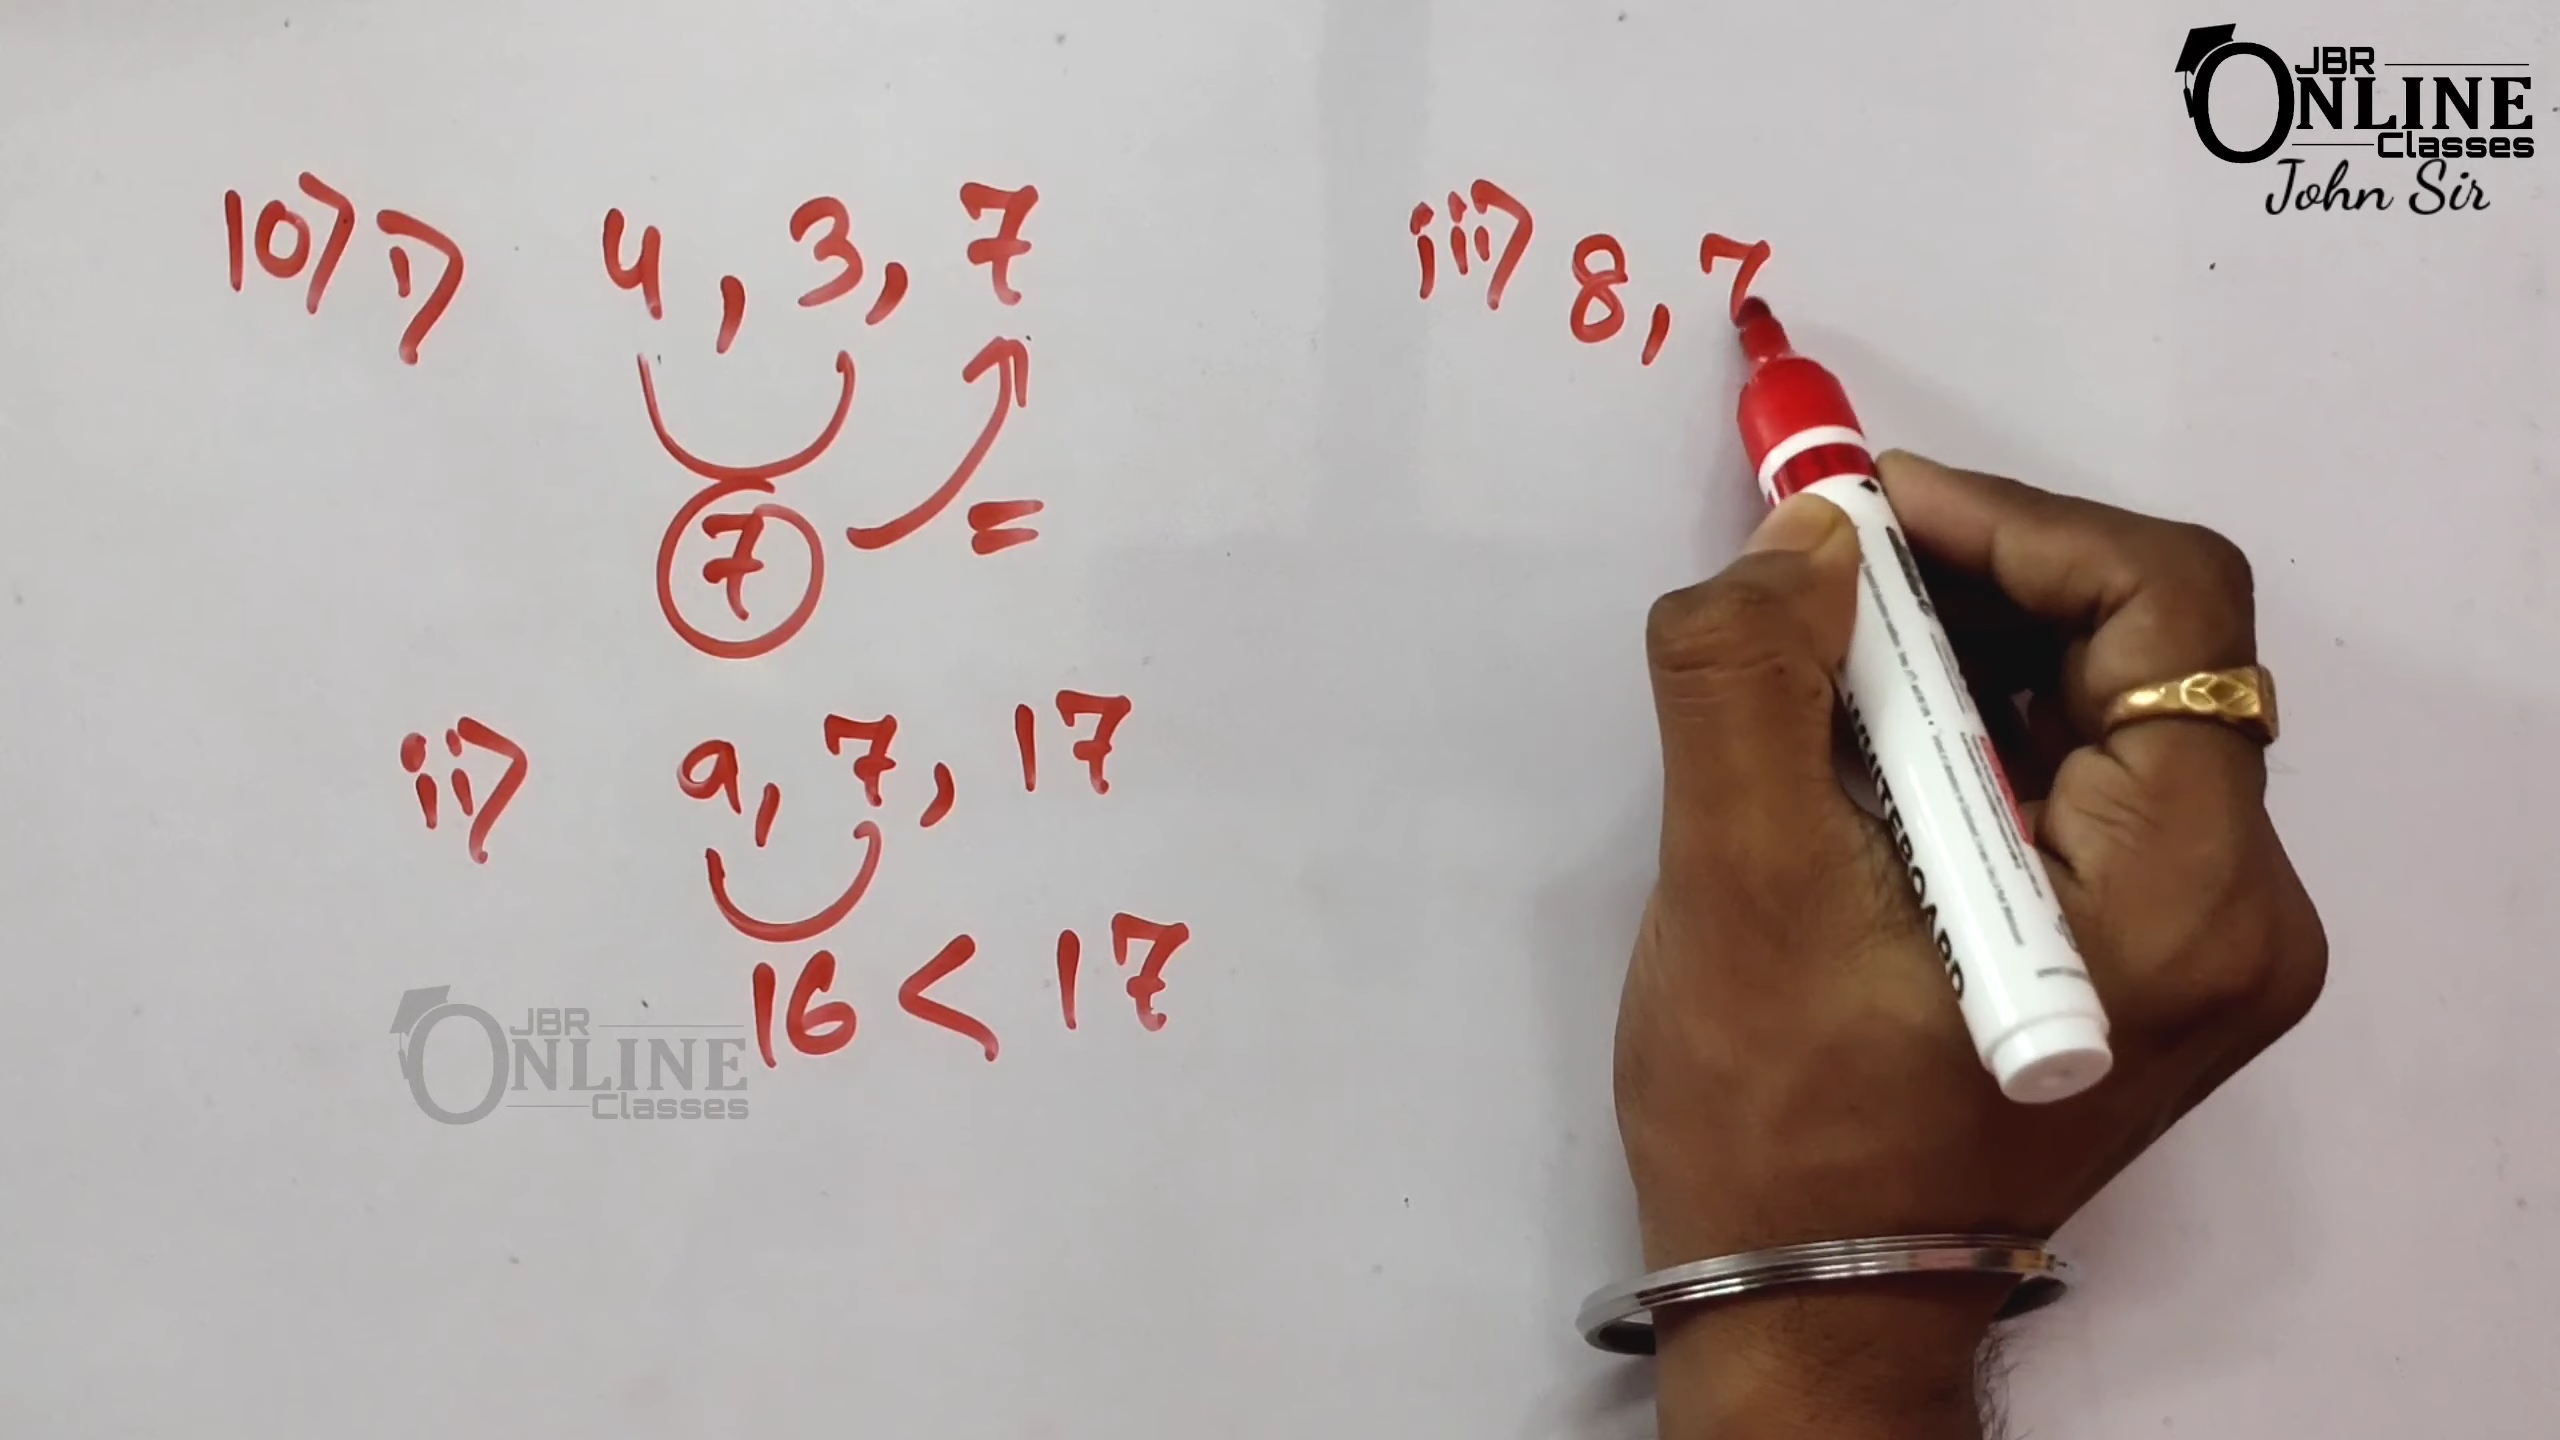 10) i) 4, 3, 7
7 =
ii) 9, 7, 17
16 < 17
iii) 8, 7
JBR
ONLINE
Classes
John Sir
JBR
ONLINE
Classes
WHITEBOARD